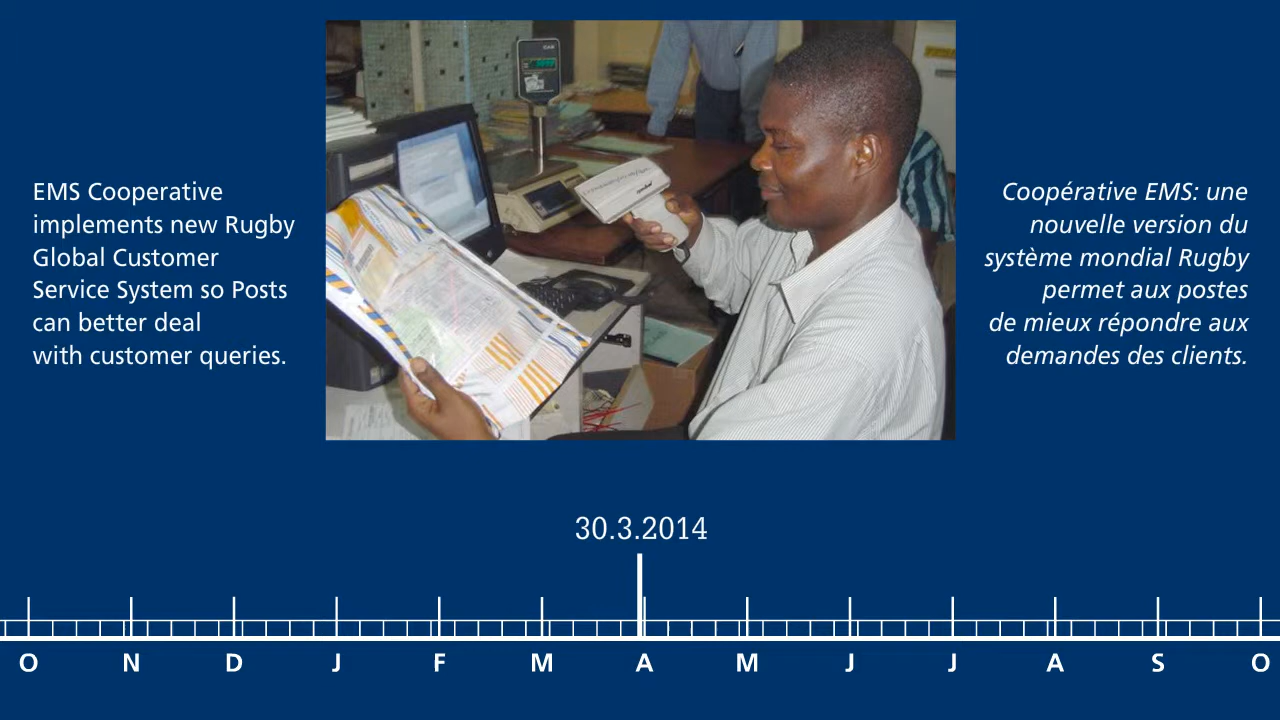 EMS Cooperative
implements new Rugby
Global Customer
Service System so Posts
can better deal
with customer queries.
Coopérative EMS: une
nouvelle version du
système mondial Rugby
permet aux postes
de mieux répondre aux
demandes des clients.
30.3.2014
O N D J F M A M J J A S O